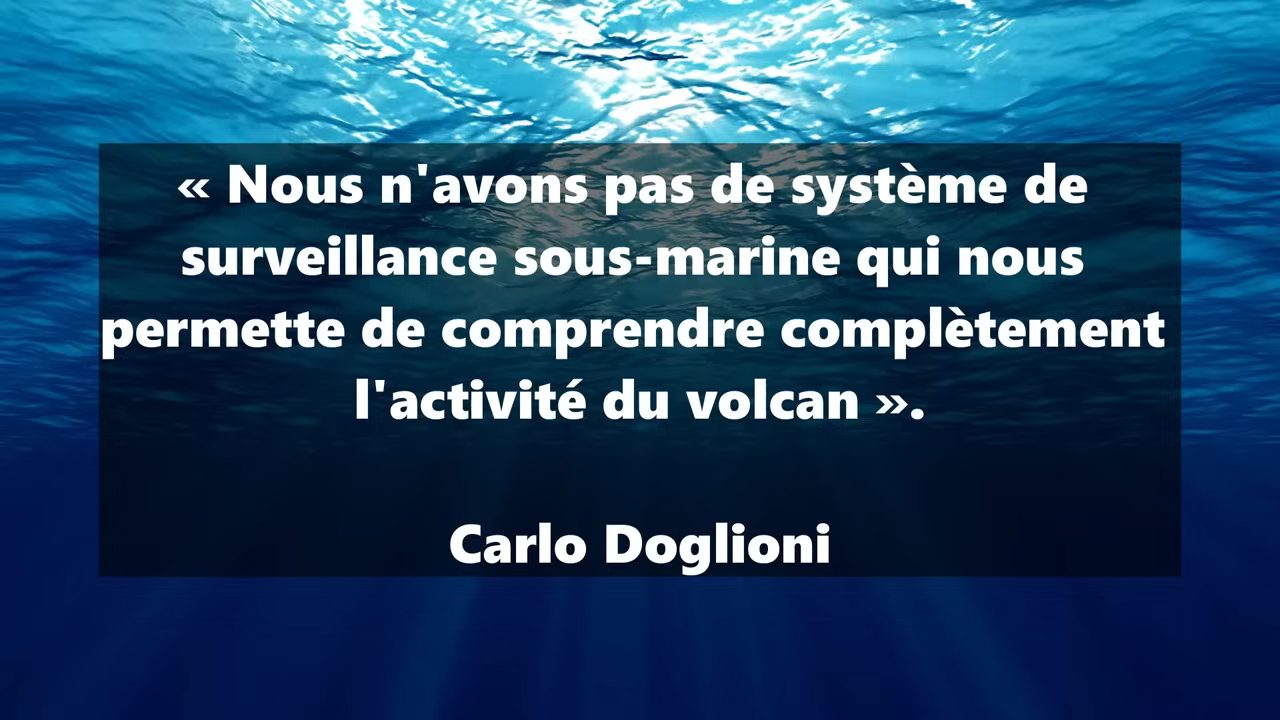 « Nous n'avons pas de système de
surveillance sous-marine qui nous
permette de comprendre complètement
l'activité du volcan ».
Carlo Doglioni